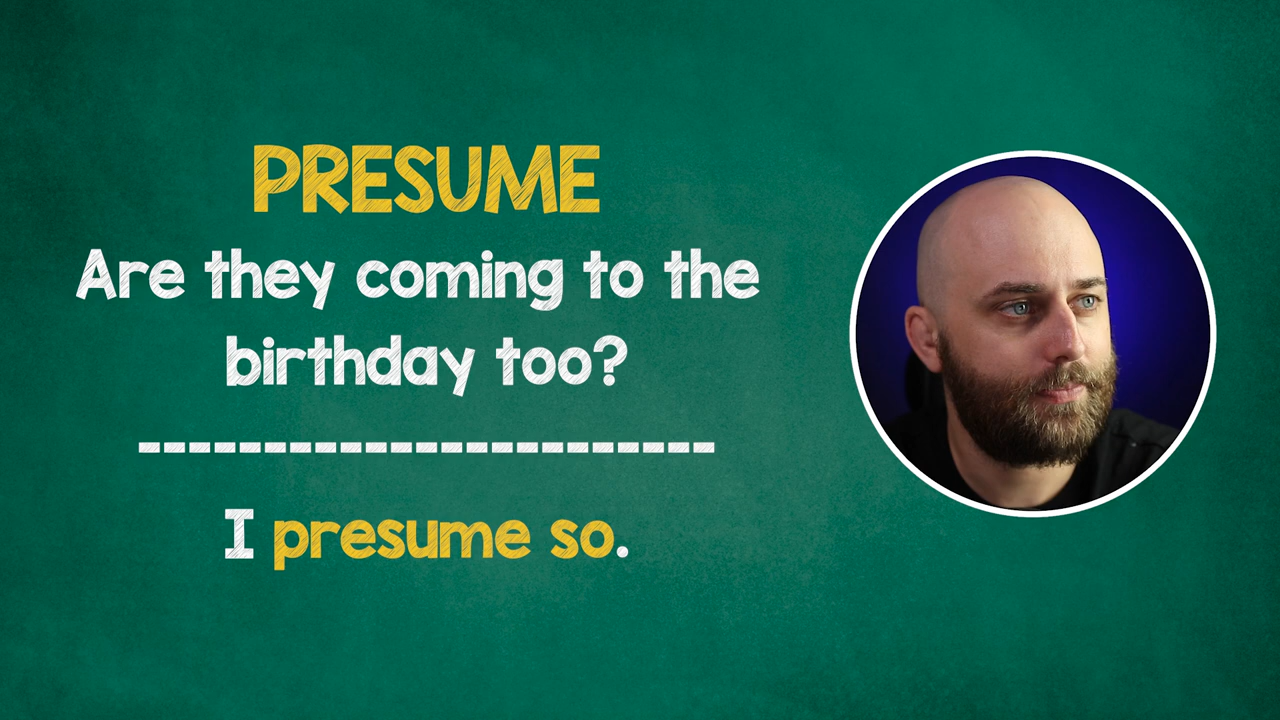 PRESUME
Are they coming to the
birthday too?
------------------------
I presume so.